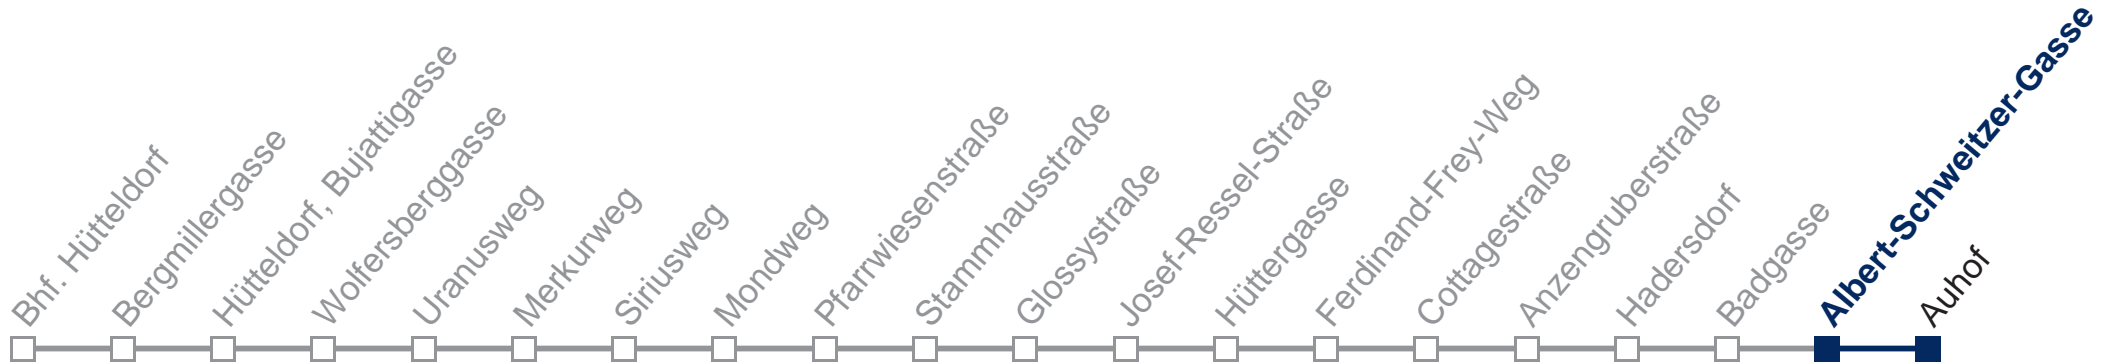 Bhf. Hütteldorf
Bergmillergasse
Hütteldorf, Bujattigasse
Wolfersberggasse
Uranusweg
Merkurweg
Siriusweg
Mondweg
Pfarrwiesenstraße
Stammhausstraße
Glossystraße
Josef-Ressel-Straße
Hüttergasse
Ferdinand-Frey-Weg
Cottagestraße
Anzengruberstraße
Hadersdorf
Badgasse
Albert-Schweitzer-Gasse
Auhof